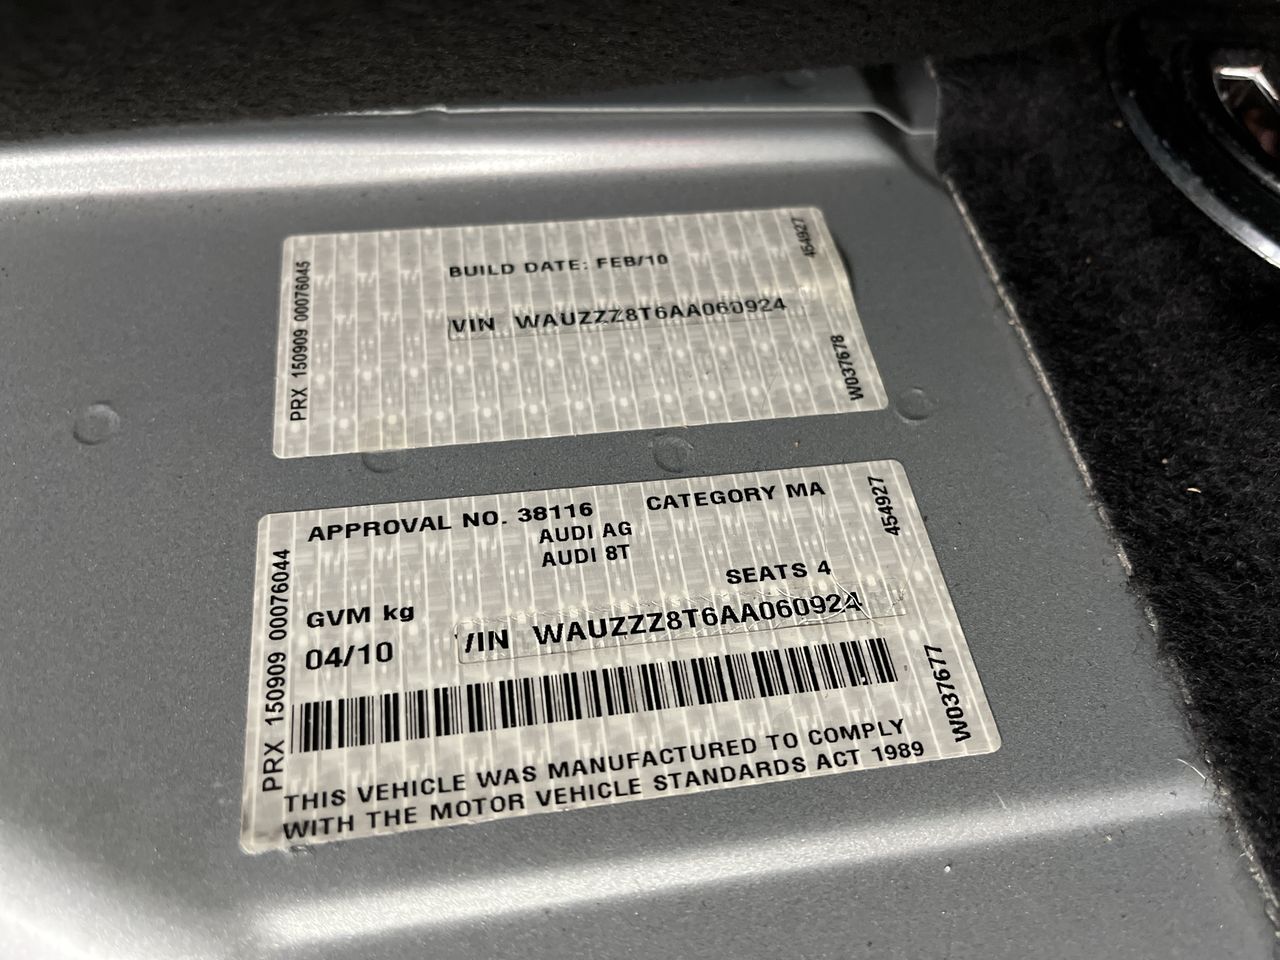 PRX 150909 00076045
BUILD DATE: FEB/10
VIN WAUZZZ8T6AA060924
454927
W037678
PRX 150909 00076044
APPROVAL NO. 38116
CATEGORY MA
AUDI AG
AUDI 8T
SEATS 4
GVM kg
04/10
VIN WAUZZZ8T6AA060924
THIS VEHICLE WAS MANUFACTURED TO COMPLY
WITH THE MOTOR VEHICLE STANDARDS ACT 1989
454927
W037677